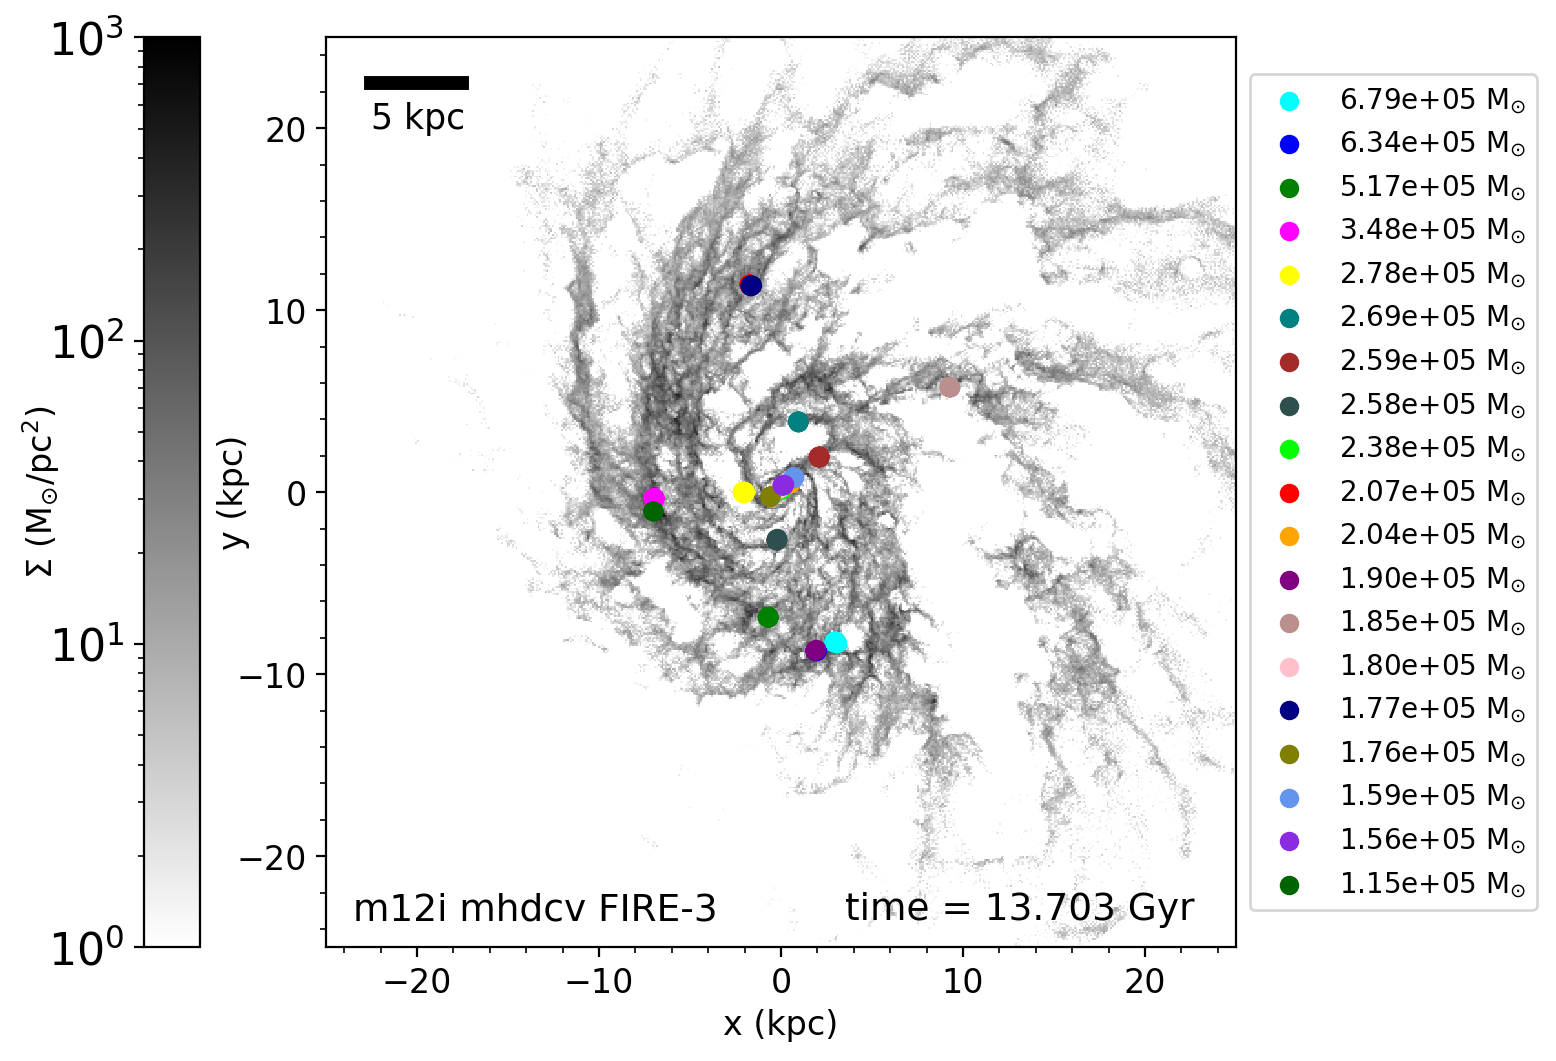 10³
10²
10¹
10⁰
Σ (M☉/pc²)
y (kpc)
20
10
0
−10
−20
5 kpc
m12i mhdcv FIRE-3
time = 13.703 Gyr
−20
−10
0
10
20
x (kpc)
6.79e+05 M☉
6.34e+05 M☉
5.17e+05 M☉
3.48e+05 M☉
2.78e+05 M☉
2.69e+05 M☉
2.59e+05 M☉
2.58e+05 M☉
2.38e+05 M☉
2.07e+05 M☉
2.04e+05 M☉
1.90e+05 M☉
1.85e+05 M☉
1.80e+05 M☉
1.77e+05 M☉
1.76e+05 M☉
1.59e+05 M☉
1.56e+05 M☉
1.15e+05 M☉